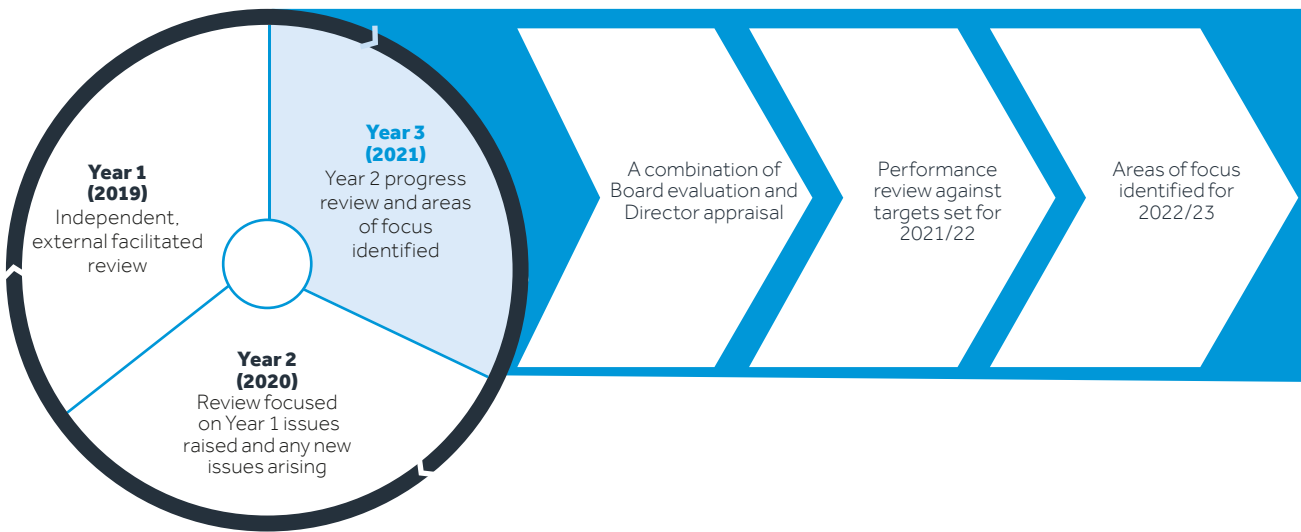 Year 1
(2019)
Independent,
external facilitated
review
Year 2
(2020)
Review focused
on Year 1 issues
raised and any new
issues arising
Year 3
(2021)
Year 2 progress
review and areas
of focus
identified
A combination of
Board evaluation and
Director appraisal
Performance
review against
targets set for
2021/22
Areas of focus
identified for
2022/23